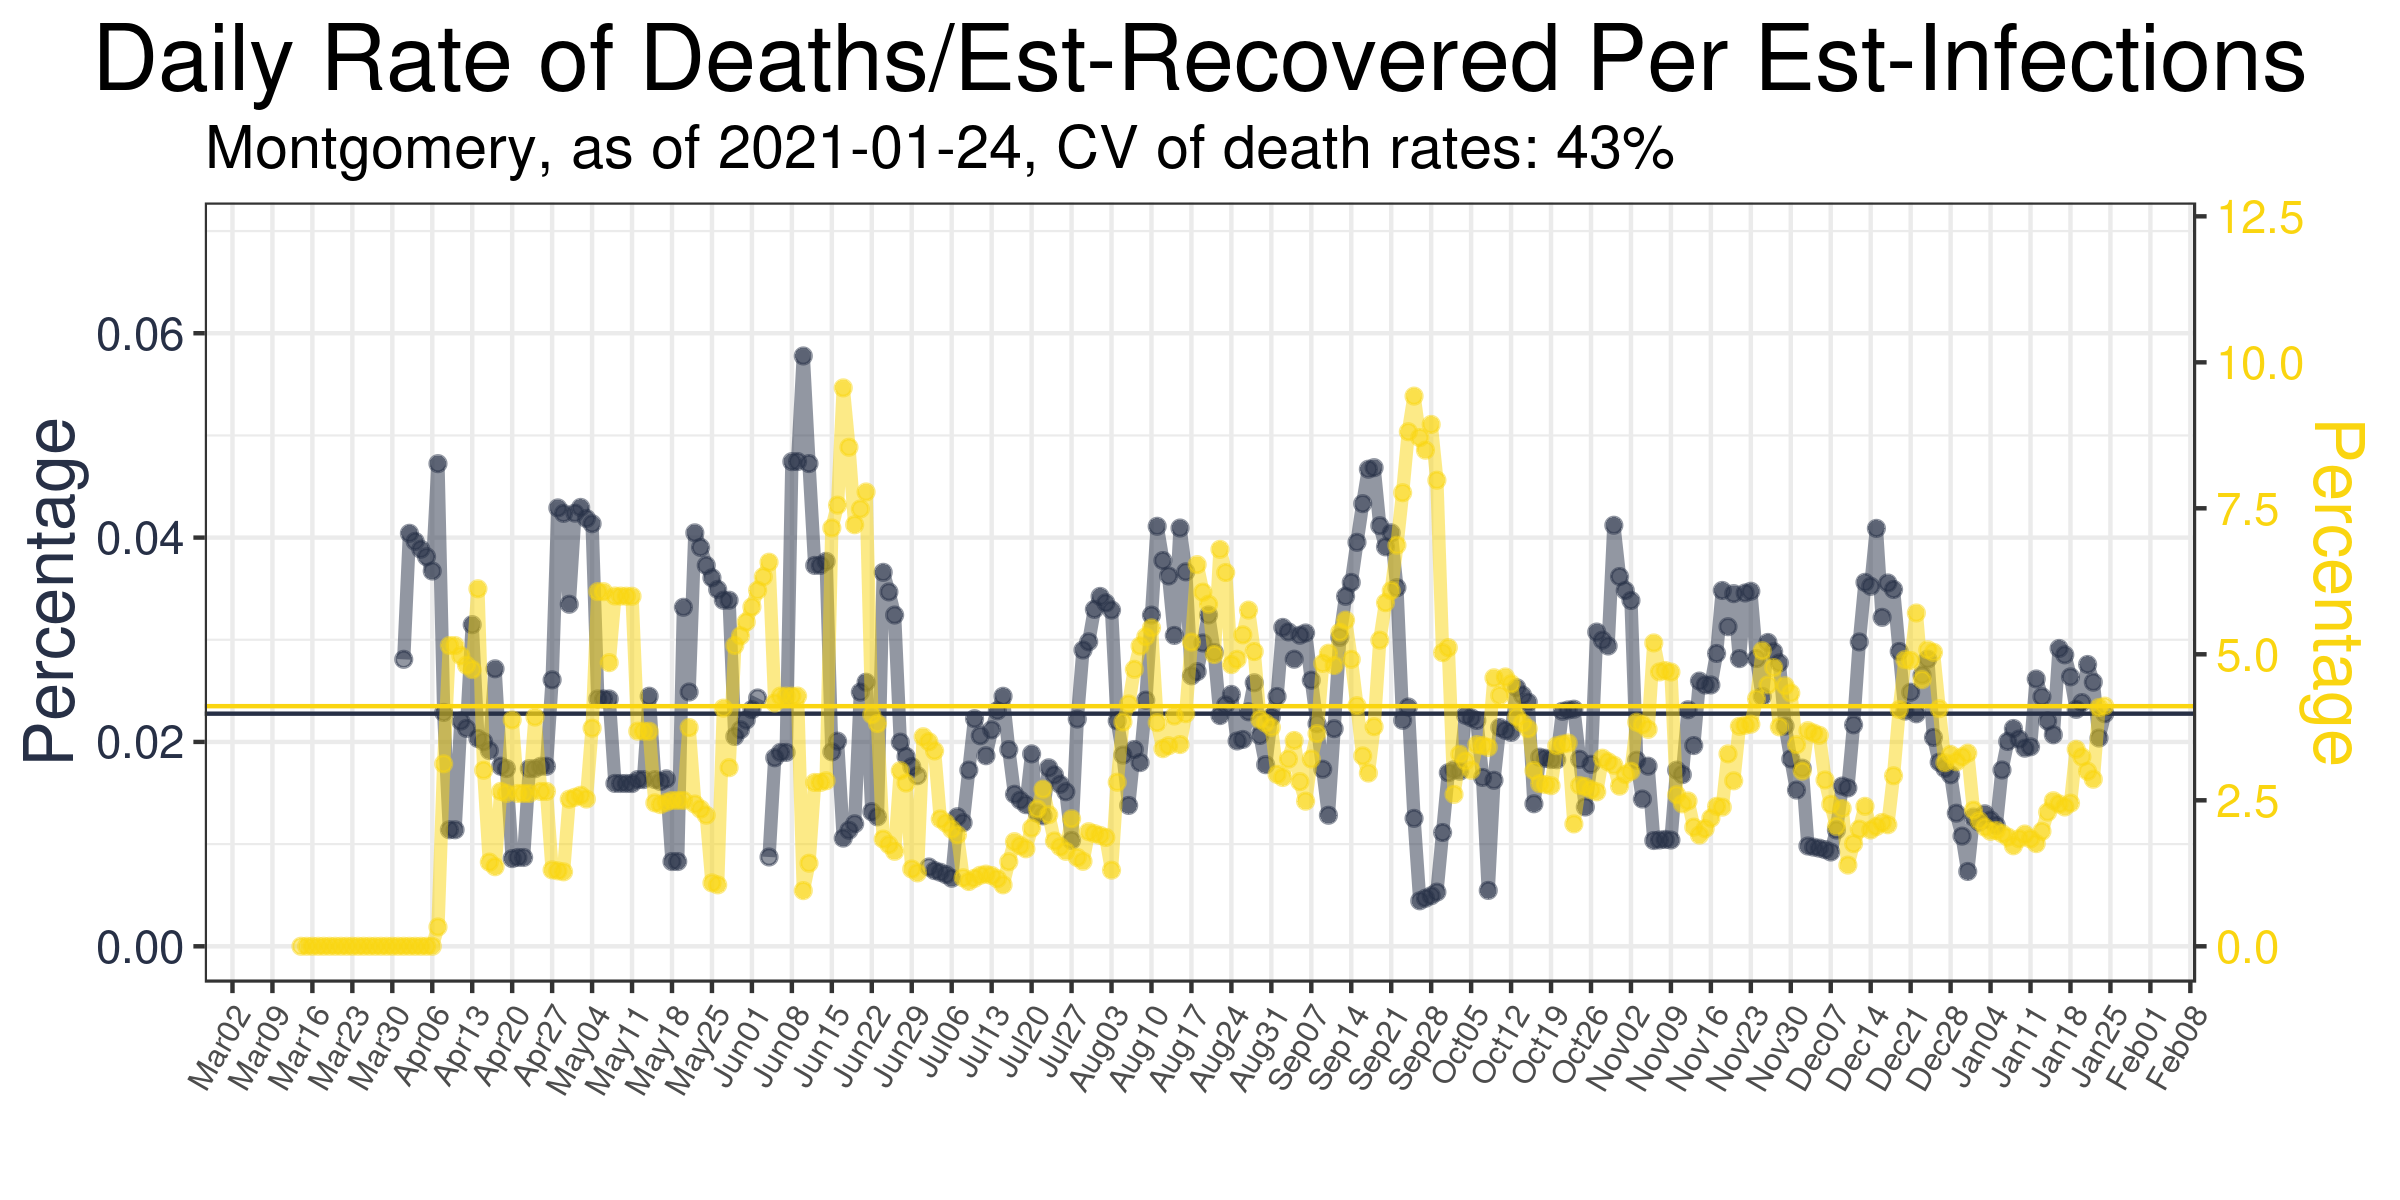 Daily Rate of Deaths/Est-Recovered Per Est-Infections
Montgomery, as of 2021-01-24, CV of death rates: 43%
Percentage
0.06
0.04
0.02
0.00
12.5
10.0
7.5
5.0
2.5
0.0
Percentage
Mar02
Mar09
Mar16
Mar23
Mar30
Apr06
Apr13
Apr20
Apr27
May04
May11
May18
May25
Jun01
Jun08
Jun15
Jun22
Jun29
Jul06
Jul13
Jul20
Jul27
Aug03
Aug10
Aug17
Aug24
Aug31
Sep07
Sep14
Sep21
Sep28
Oct05
Oct12
Oct19
Oct26
Nov02
Nov09
Nov16
Nov23
Nov30
Dec07
Dec14
Dec21
Dec28
Jan04
Jan11
Jan18
Jan25
Feb01
Feb08